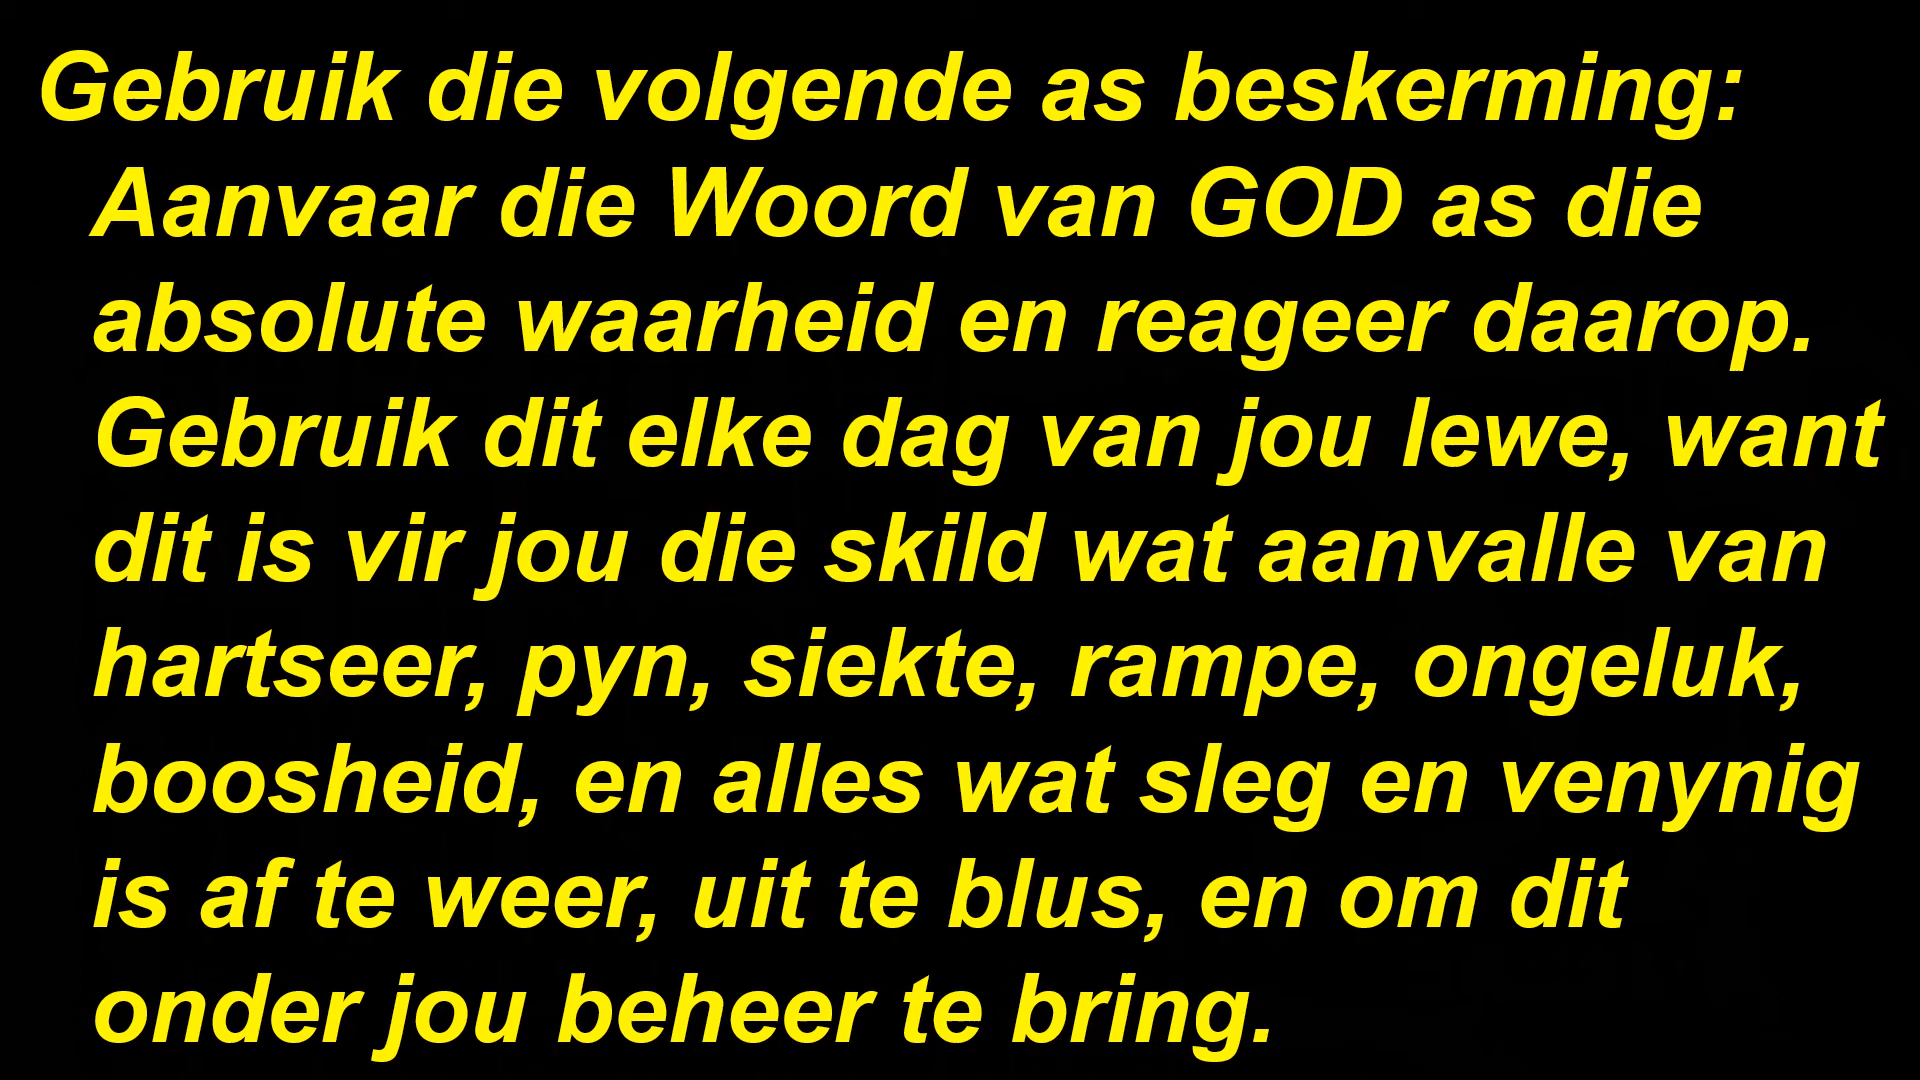 Gebruik die volgende as beskerming:
Aanvaar die Woord van GOD as die
absolute waarheid en reageer daarop.
Gebruik dit elke dag van jou lewe, want
dit is vir jou die skild wat aanvalle van
hartseer, pyn, siekte, rampe, ongeluk,
boosheid, en alles wat sleg en venynig
is af te weer, uit te blus, en om dit
onder jou beheer te bring.